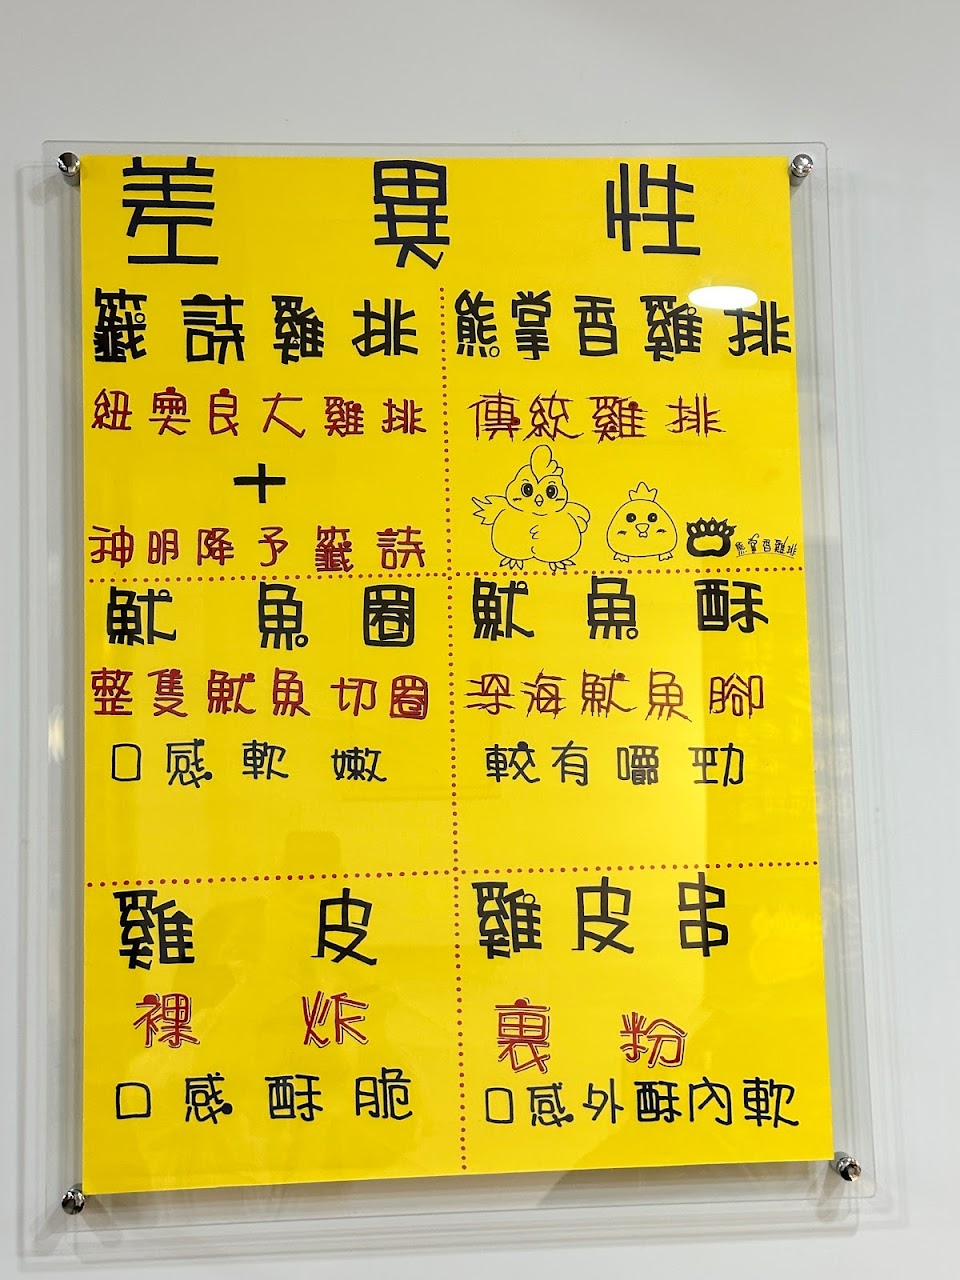 差異性
籤詩雞排
紐奧良大雞排
+
神明降予籤詩
熊掌香雞排
傳統雞排
熊掌香雞排
魷魚圈
整隻魷魚切圈
口感軟嫩
魷魚酥
深海魷魚腳
較有嚼勁
雞皮
裸炸
口感酥脆
雞皮串
裹粉
口感外酥內軟